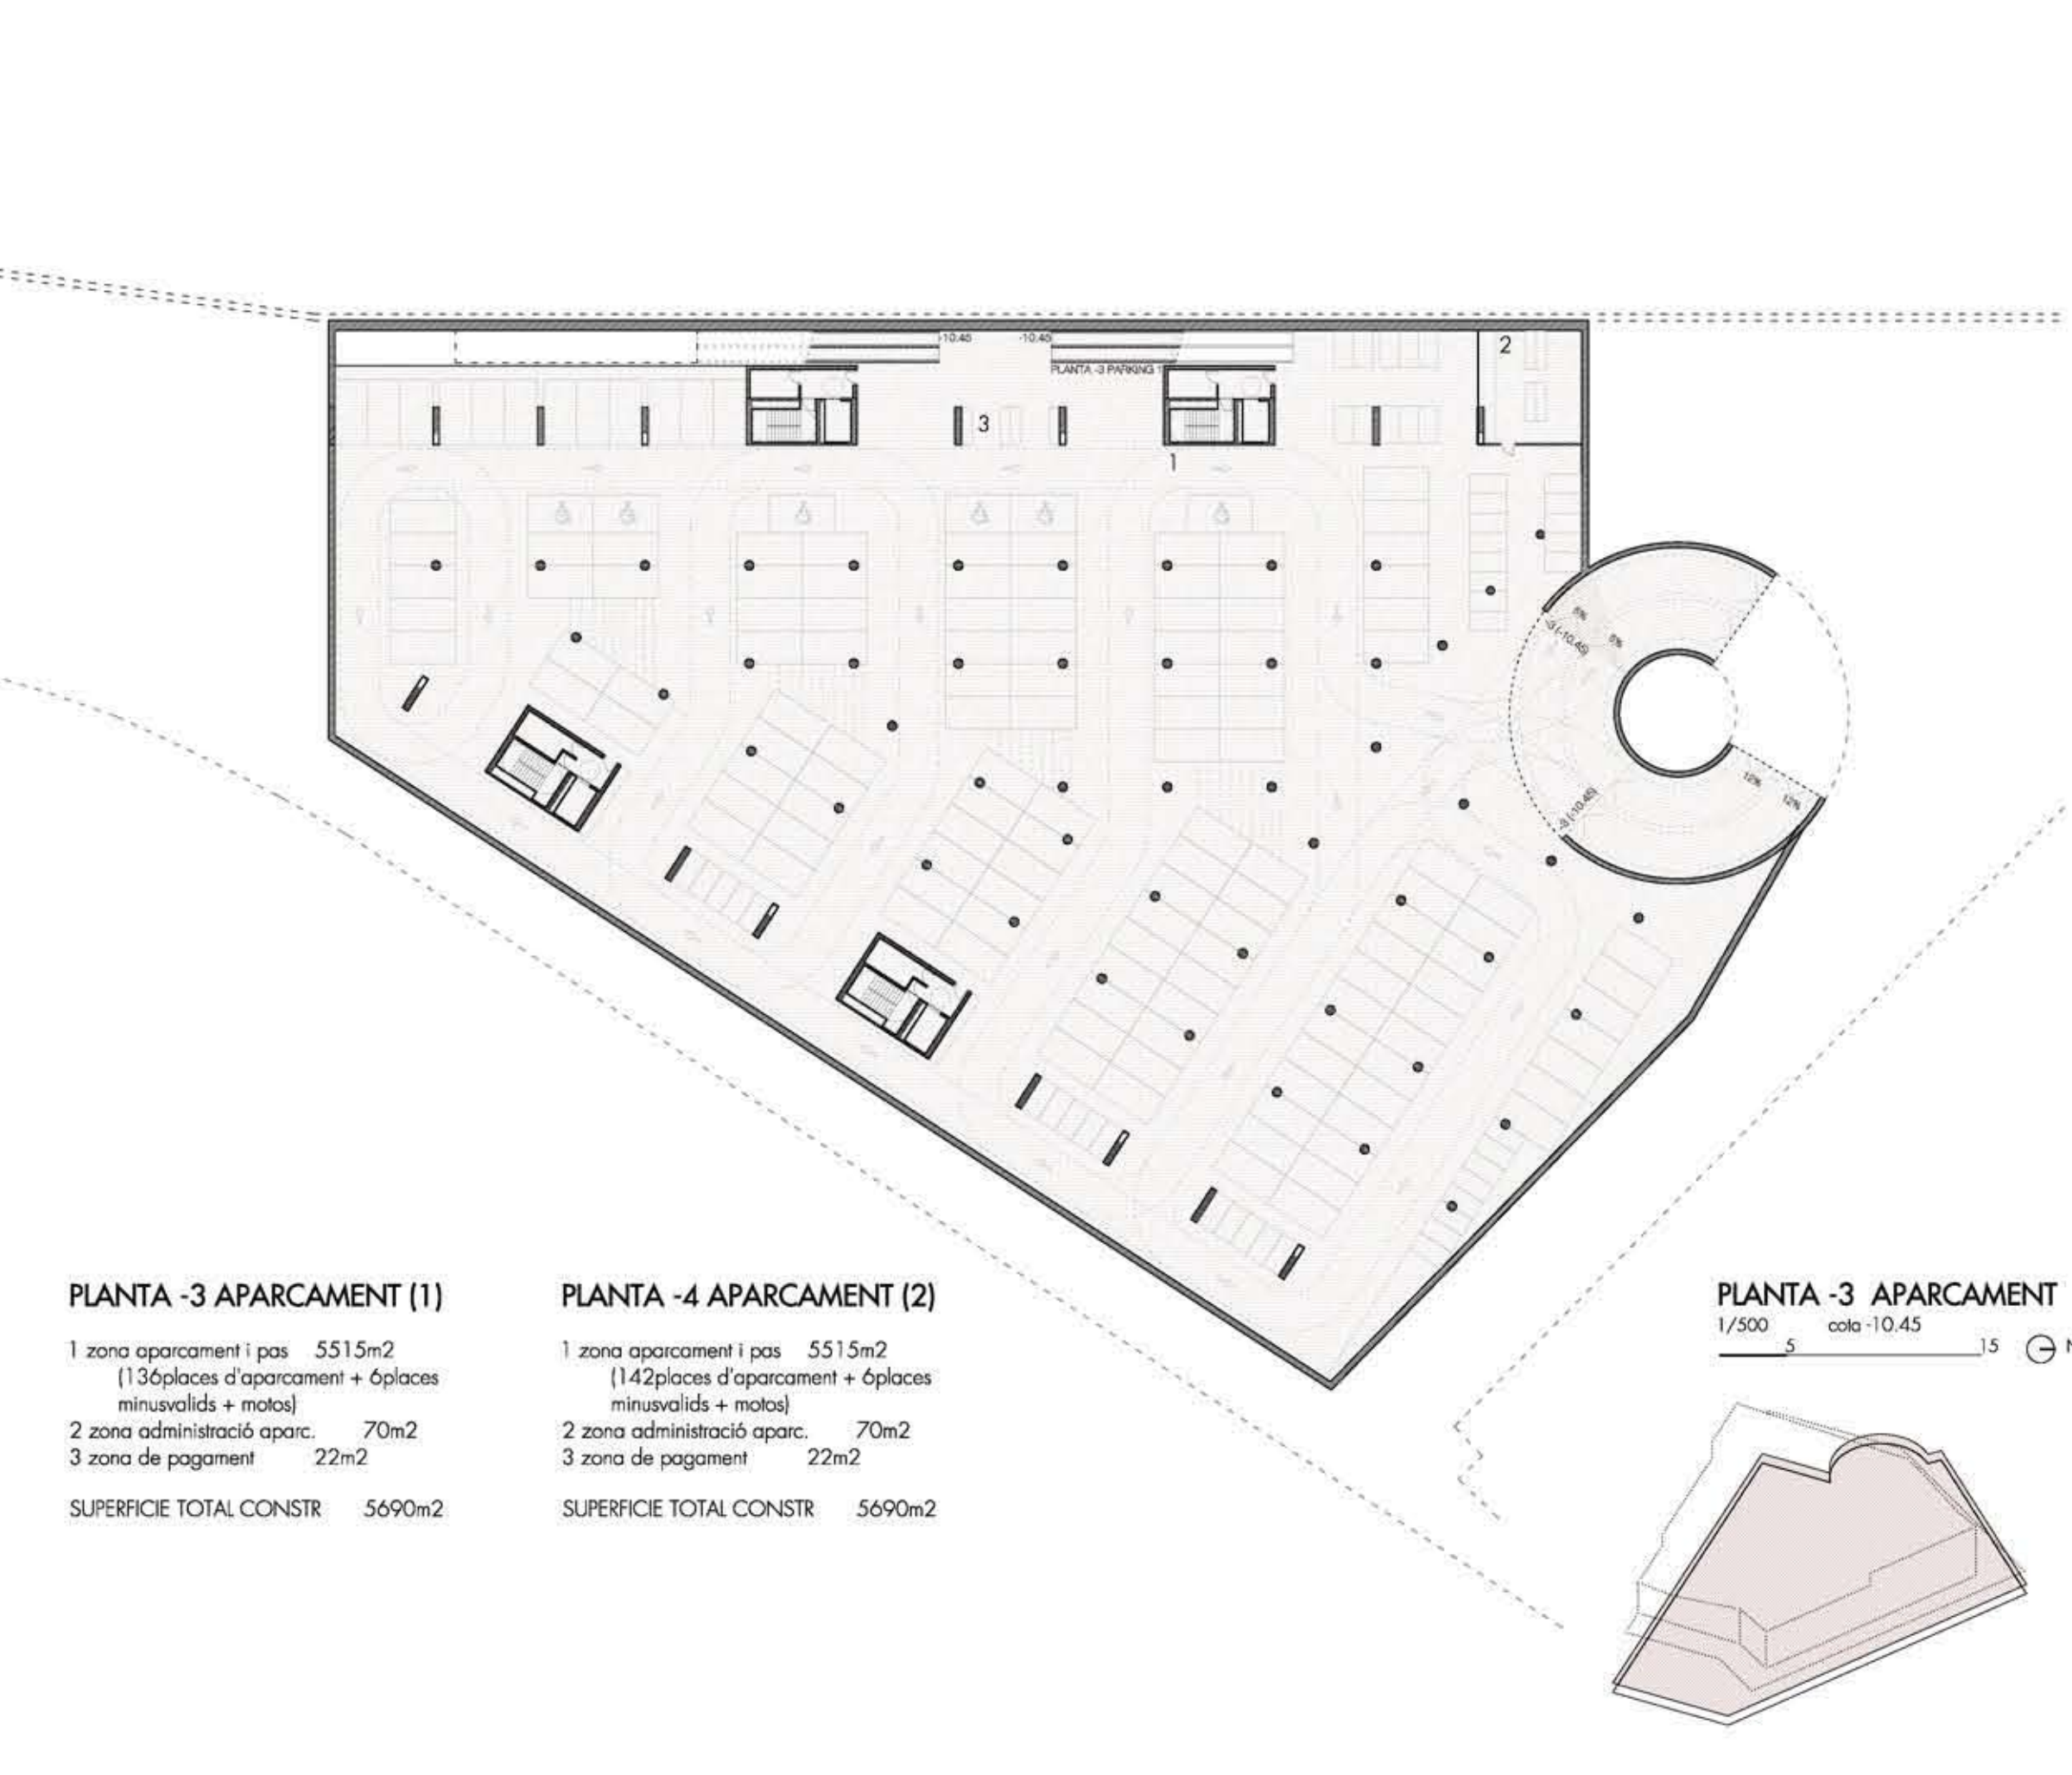 -10.45
-10.45
PLANTA -3 PARKING 1
2
3
1
6%
6%
-3 (-10.45)
12%
12%
-3 (-10.45)
PLANTA -3 APARCAMENT (1)
1 zona aparcament i pas 5515m2
(136places d'aparcament + 6places
minusvalids + motos)
2 zona administració aparc. 70m2
3 zona de pagament 22m2
SUPERFICIE TOTAL CONSTR 5690m2
PLANTA -4 APARCAMENT (2)
1 zona aparcament i pas 5515m2
(142places d'aparcament + 6places
minusvalids + motos)
2 zona administració aparc. 70m2
3 zona de pagament 22m2
SUPERFICIE TOTAL CONSTR 5690m2
PLANTA -3 APARCAMENT
1/500 cota -10.45
5 15 N